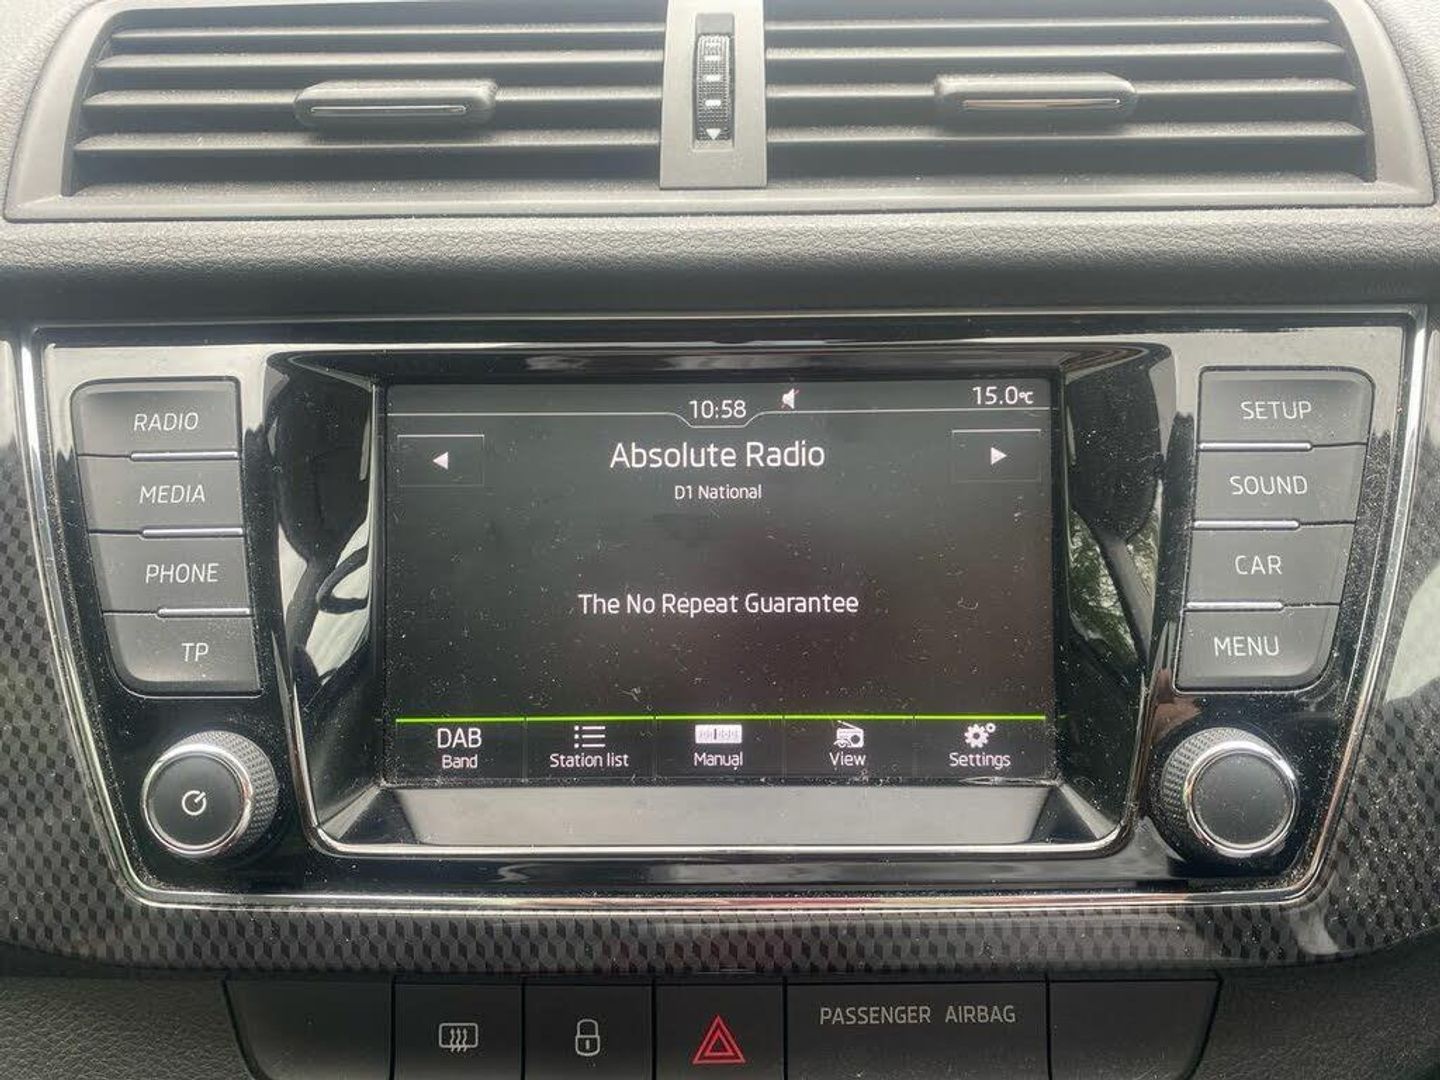 RADIO
MEDIA
PHONE
TP
10:58
15.0°C
Absolute Radio
D1 National
The No Repeat Guarantee
DAB
Band
Station list
Manual
View
Settings
SETUP
SOUND
CAR
MENU
PASSENGER AIRBAG